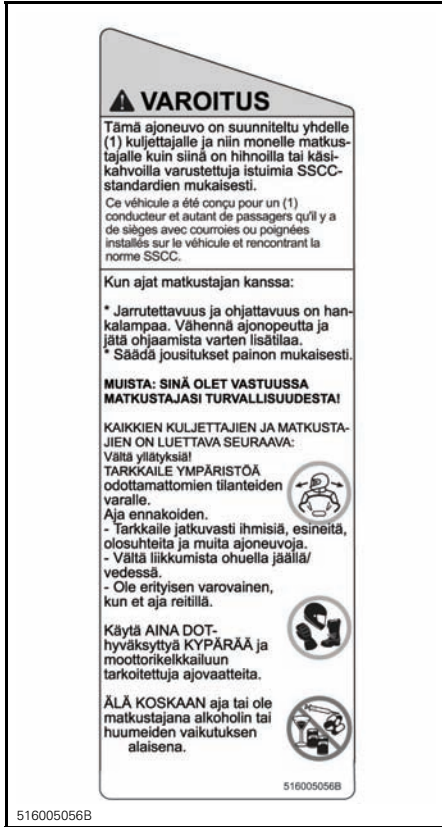 VAROITUS
Tämä ajoneuvo on suunniteltu yhdelle
(1) kuljettajalle ja niin monelle matkus-
tajalle kuin siinä on hihnoilla tai käsi-
kahvoilla varustettuja istuimia SSCC-
standardien mukaisesti.
Ce véhicule a été conçu pour un (1)
conducteur et autant de passagers qu'il y a
de sièges avec courroies ou poignées
installés sur le véhicule et rencontrant la
norme SSCC.
Kun ajat matkustajan kanssa:
* Jarrutettavuus ja ohjattavuus on han-
kalampaa. Vähennä ajonopeutta ja
jätä ohjaamista varten lisätilaa.
* Säädä jousitukset painon mukaisesti.
MUISTA: SINÄ OLET VASTUUSSA
MATKUSTAJASI TURVALLISUUDESTA!
KAIKKIEN KULJETTAJIEN JA MATKUSTA-
JIEN ON LUETTAVA SEURAAVA:
Vältä yllätyksiä!
TARKKAILE YMPÄRISTÖÄ
odottamattomien tilanteiden
varalle.
Aja ennakoiden.
- Tarkkaile jatkuvasti ihmisiä, esineitä,
olosuhteita ja muita ajoneuvoja.
- Vältä liikkumista ohuella jäällä/
vedessä.
- Ole erityisen varovainen,
kun et aja reitillä.
Käytä AINA DOT-
hyväksyttyä KYPÄRÄÄ ja
moottorikelkkailuun
tarkoitettuja ajovaatteita.
ÄLÄ KOSKAAN aja tai ole
matkustajana alkoholin tai
huumeiden vaikutuksen
alaisena.
516005056B
516005056B